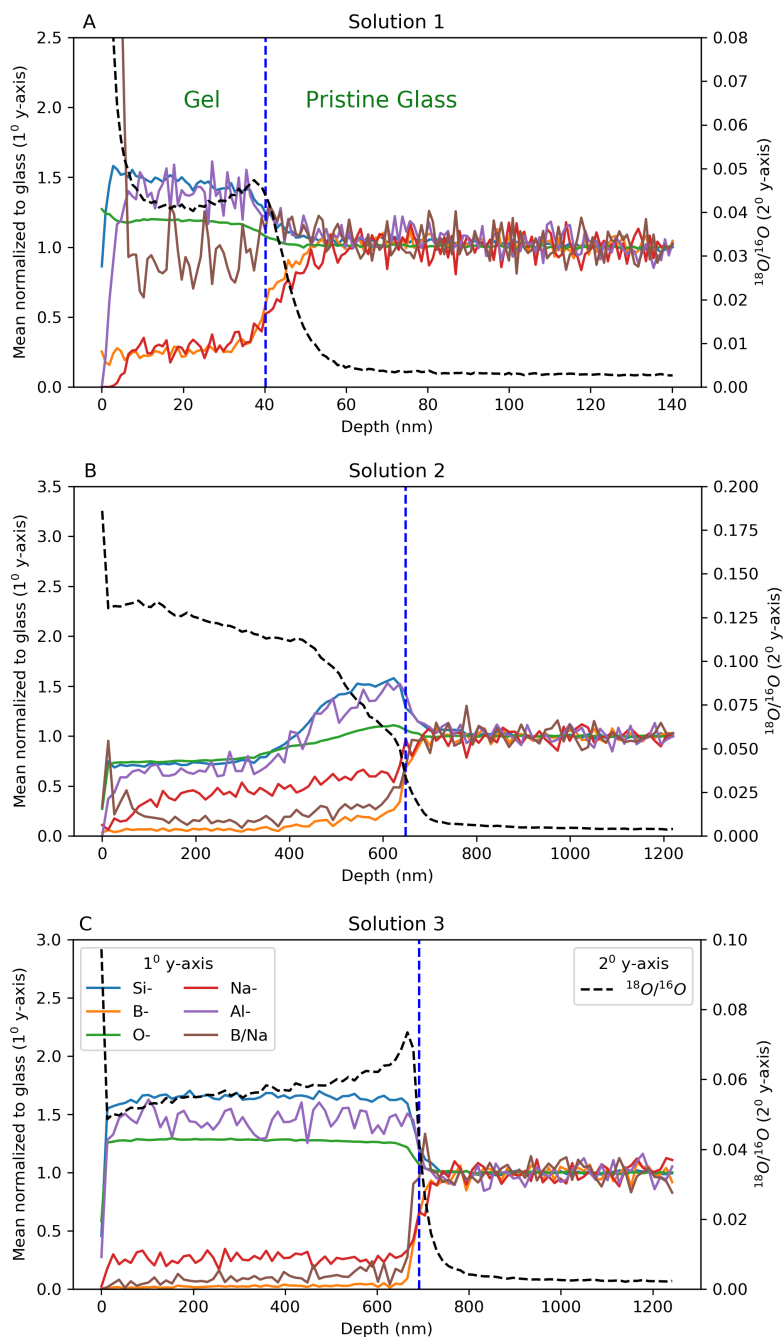 A
Solution 1
2.5
2.0
1.5
1.0
0.5
0.0
Mean normalized to glass (1⁰ y-axis)
Gel
Pristine Glass
0.08
0.07
0.06
0.05
0.04
0.03
0.02
0.01
0.00
¹⁸O/¹⁶O (2⁰ y-axis)
0 20 40 60 80 100 120 140
Depth (nm)
B
Solution 2
3.5
3.0
2.5
2.0
1.5
1.0
0.5
0.0
Mean normalized to glass (1⁰ y-axis)
0.200
0.175
0.150
0.125
0.100
0.075
0.050
0.025
0.000
¹⁸O/¹⁶O (2⁰ y-axis)
0 200 400 600 800 1000 1200
Depth (nm)
C
Solution 3
3.0
2.5
2.0
1.5
1.0
0.5
0.0
Mean normalized to glass (1⁰ y-axis)
1⁰ y-axis
Si- Na-
B- Al-
O- B/Na
2⁰ y-axis
¹⁸O/¹⁶O
0.10
0.08
0.06
0.04
0.02
0.00
¹⁸O/¹⁶O (2⁰ y-axis)
0 200 400 600 800 1000 1200
Depth (nm)